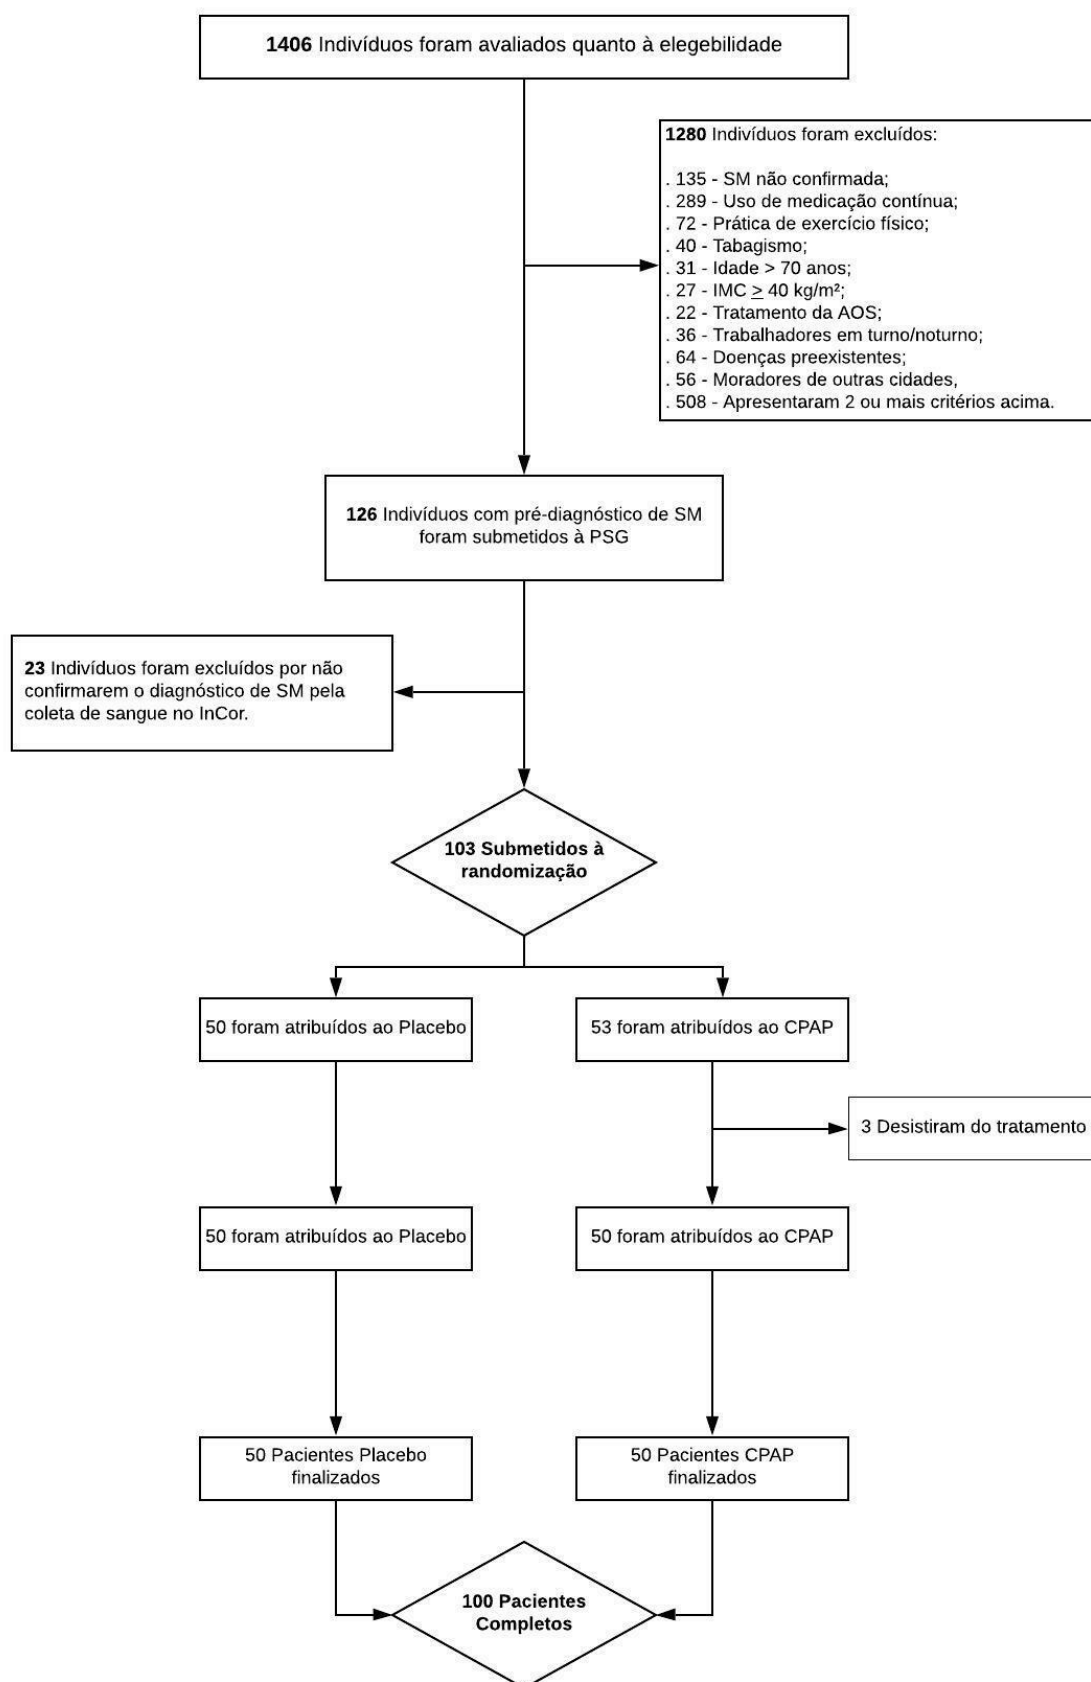 1406 Indivíduos foram avaliados quanto à elegebilidade
1280 Indivíduos foram excluídos:
. 135 - SM não confirmada;
. 289 - Uso de medicação contínua;
. 72 - Prática de exercício físico;
. 40 - Tabagismo;
. 31 - Idade > 70 anos;
. 27 - IMC ≥ 40 kg/m²;
. 22 - Tratamento da AOS;
. 36 - Trabalhadores em turno/noturno;
. 64 - Doenças preexistentes;
. 56 - Moradores de outras cidades,
. 508 - Apresentaram 2 ou mais critérios acima.
126 Indivíduos com pré-diagnóstico de SM
foram submetidos à PSG
23 Indivíduos foram excluídos por não
confirmarem o diagnóstico de SM pela
coleta de sangue no InCor.
103 Submetidos à
randomização
50 foram atribuídos ao Placebo
53 foram atribuídos ao CPAP
3 Desistiram do tratamento
50 foram atribuídos ao Placebo
50 foram atribuídos ao CPAP
50 Pacientes Placebo
finalizados
50 Pacientes CPAP
finalizados
100 Pacientes
Completos